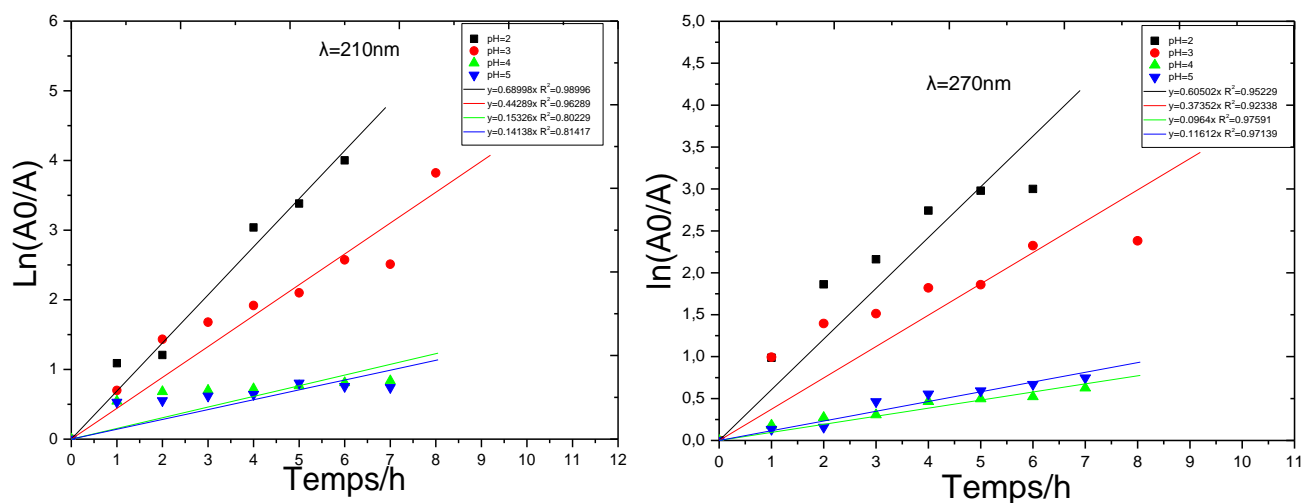 λ=210nm
pH=2
pH=3
pH=4
pH=5
y=0.68998x R²=0.98996
y=0.44289x R²=0.96289
y=0.15326x R²=0.80229
y=0.14138x R²=0.81417
Ln(A0/A)
6
5
4
3
2
1
0
0 1 2 3 4 5 6 7 8 9 10 11 12
Temps/h
λ=270nm
pH=2
pH=3
pH=4
pH=5
y=0.60502x R²=0.95229
y=0.37352x R²=0.92338
y=0.0964x R²=0.97591
y=0.11612x R²=0.97139
ln(A0/A)
5,0
4,5
4,0
3,5
3,0
2,5
2,0
1,5
1,0
0,5
0,0
0 1 2 3 4 5 6 7 8 9 10 11
Temps/h